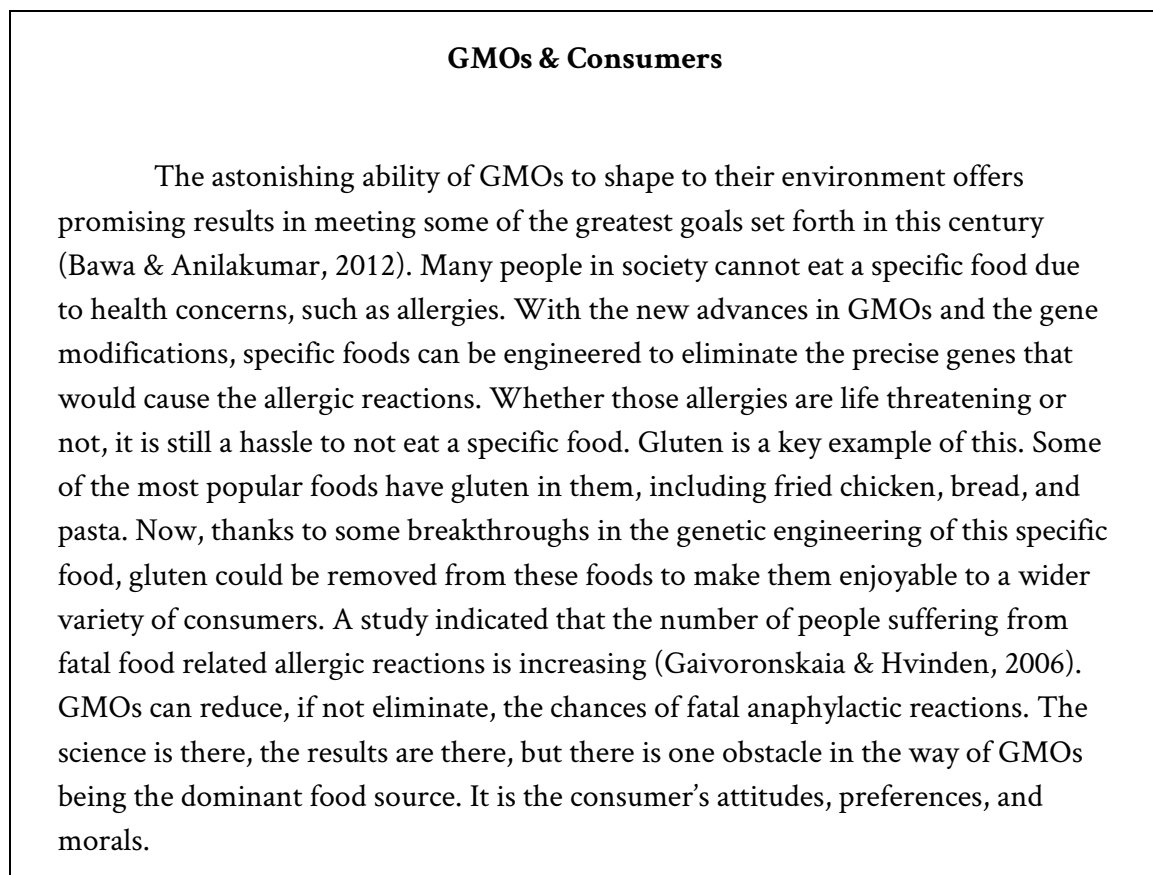 GMOs & Consumers
The astonishing ability of GMOs to shape to their environment offers
promising results in meeting some of the greatest goals set forth in this century
(Bawa & Anilakumar, 2012). Many people in society cannot eat a specific food due
to health concerns, such as allergies. With the new advances in GMOs and the gene
modifications, specific foods can be engineered to eliminate the precise genes that
would cause the allergic reactions. Whether those allergies are life threatening or
not, it is still a hassle to not eat a specific food. Gluten is a key example of this. Some
of the most popular foods have gluten in them, including fried chicken, bread, and
pasta. Now, thanks to some breakthroughs in the genetic engineering of this specific
food, gluten could be removed from these foods to make them enjoyable to a wider
variety of consumers. A study indicated that the number of people suffering from
fatal food related allergic reactions is increasing (Gaivoronskaia & Hvinden, 2006).
GMOs can reduce, if not eliminate, the chances of fatal anaphylactic reactions. The
science is there, the results are there, but there is one obstacle in the way of GMOs
being the dominant food source. It is the consumer’s attitudes, preferences, and
morals.